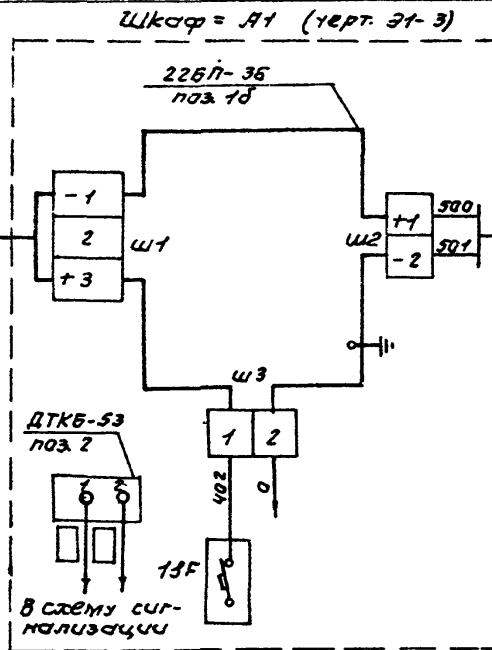 Шкаф = А1 (черт. Э1-3)
22БП-36
поз. 1б
-1
2
+3
Ш1
Ш2
+1
-2
500
501
Ш3
1
2
402
0
ДТКБ-53
поз. 2
1
2
1SF
В схему сиг-
нализации